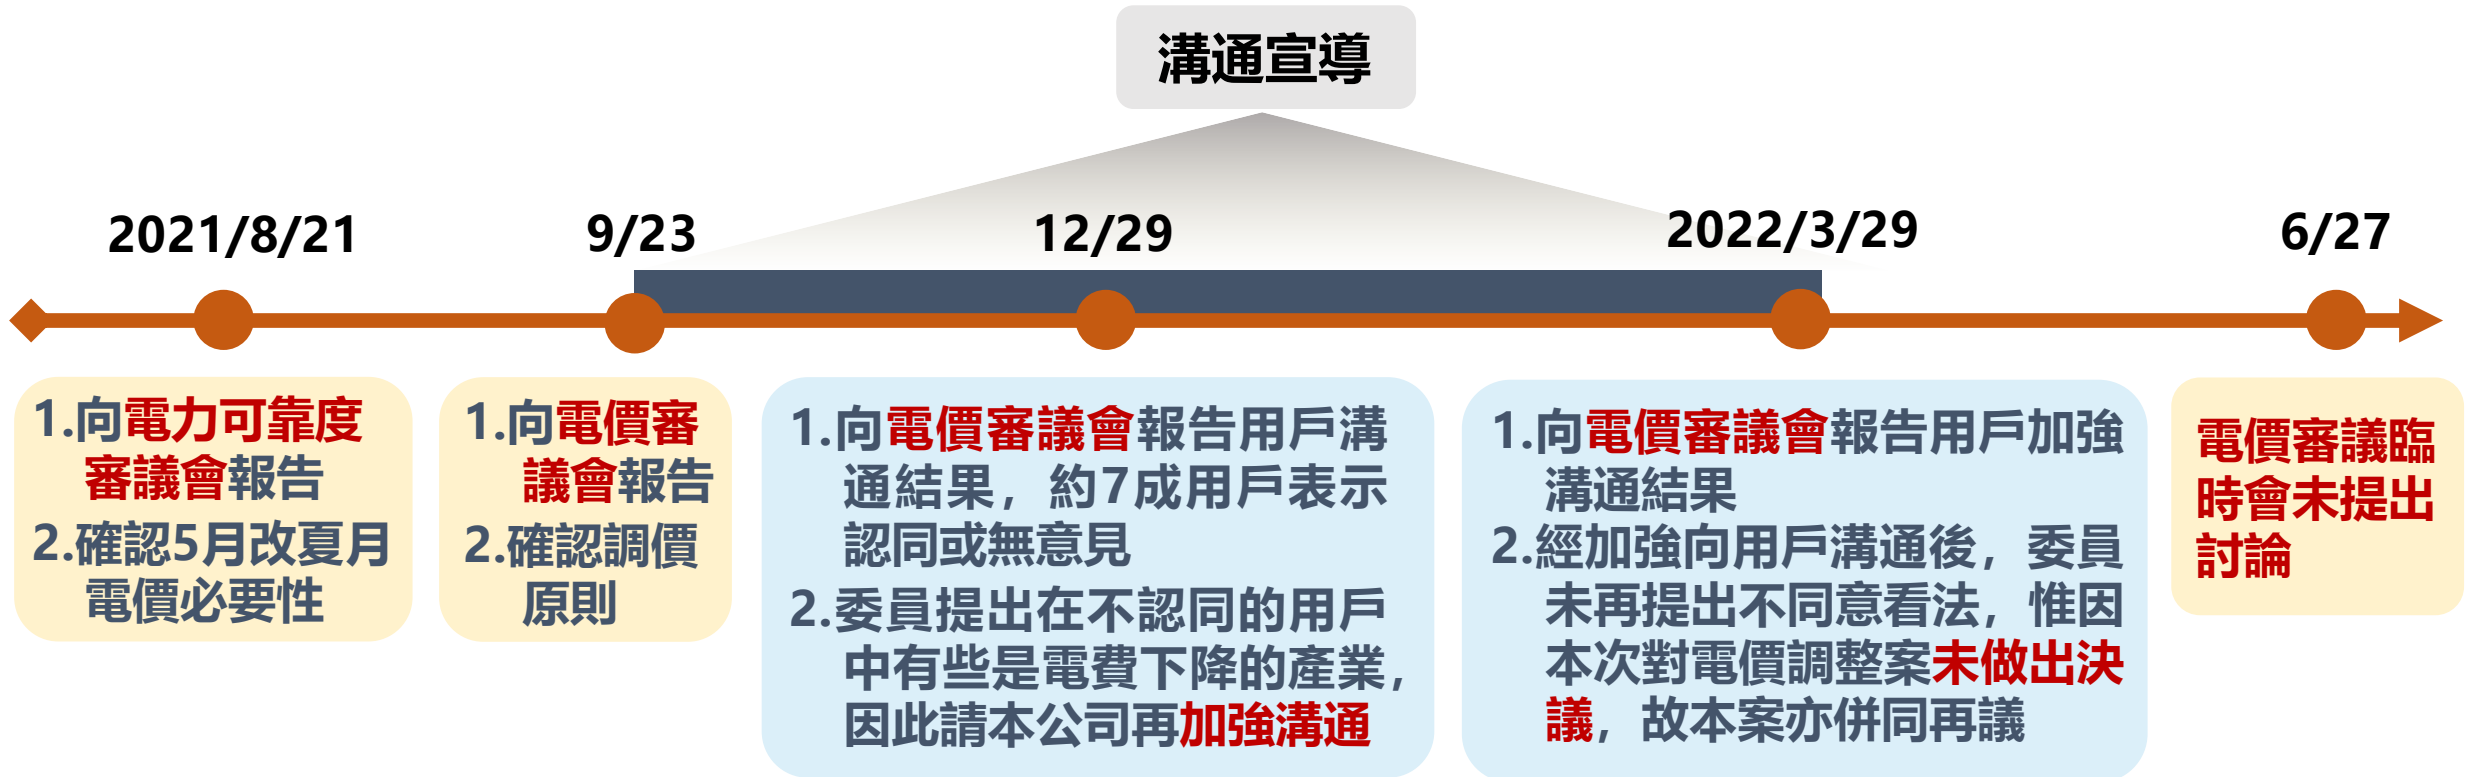 溝通宣導
2021/8/21
9/23
12/29
2022/3/29
6/27
1.向電力可靠度
審議會報告
2.確認5月改夏月
電價必要性
1.向電價審
議會報告
2.確認調價
原則
1.向電價審議會報告用戶溝
通結果，約7成用戶表示
認同或無意見
2.委員提出在不認同的用戶
中有些是電費下降的產業，
因此請本公司再加強溝通
1.向電價審議會報告用戶加強
溝通結果
2.經加強向用戶溝通後，委員
未再提出不同意看法，惟因
本次對電價調整案未做出決
議，故本案亦併同再議
電價審議臨
時會未提出
討論